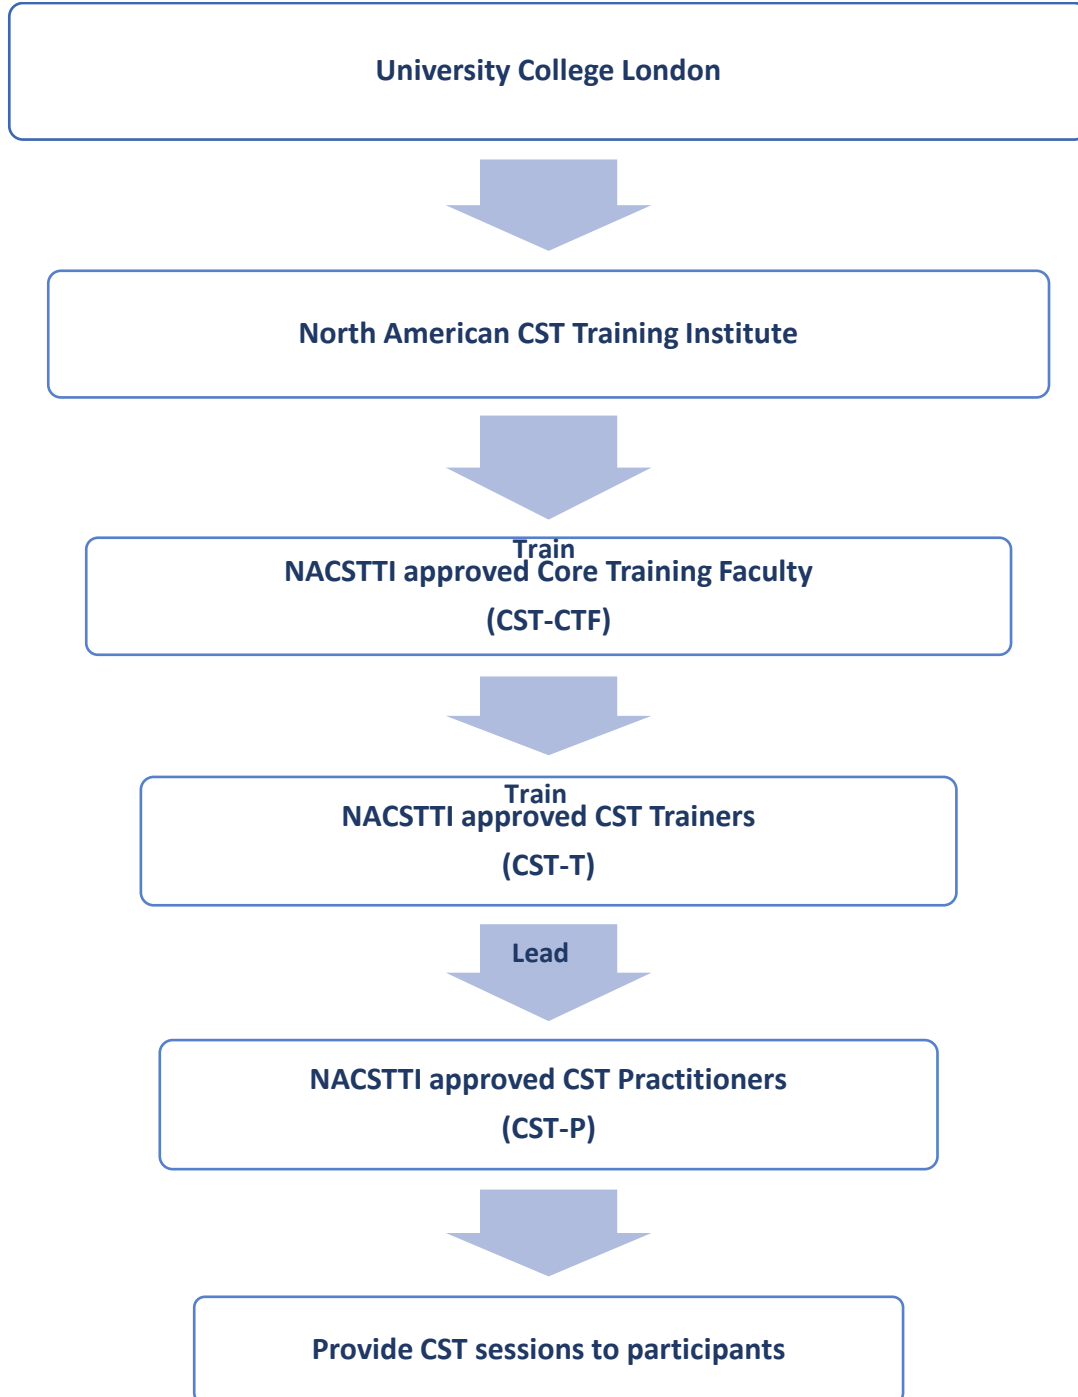 University College London
North American CST Training Institute
Train
NACSTTI approved Core Training Faculty
(CST-CTF)
Train
NACSTTI approved CST Trainers
(CST-T)
Lead
NACSTTI approved CST Practitioners
(CST-P)
Provide CST sessions to participants